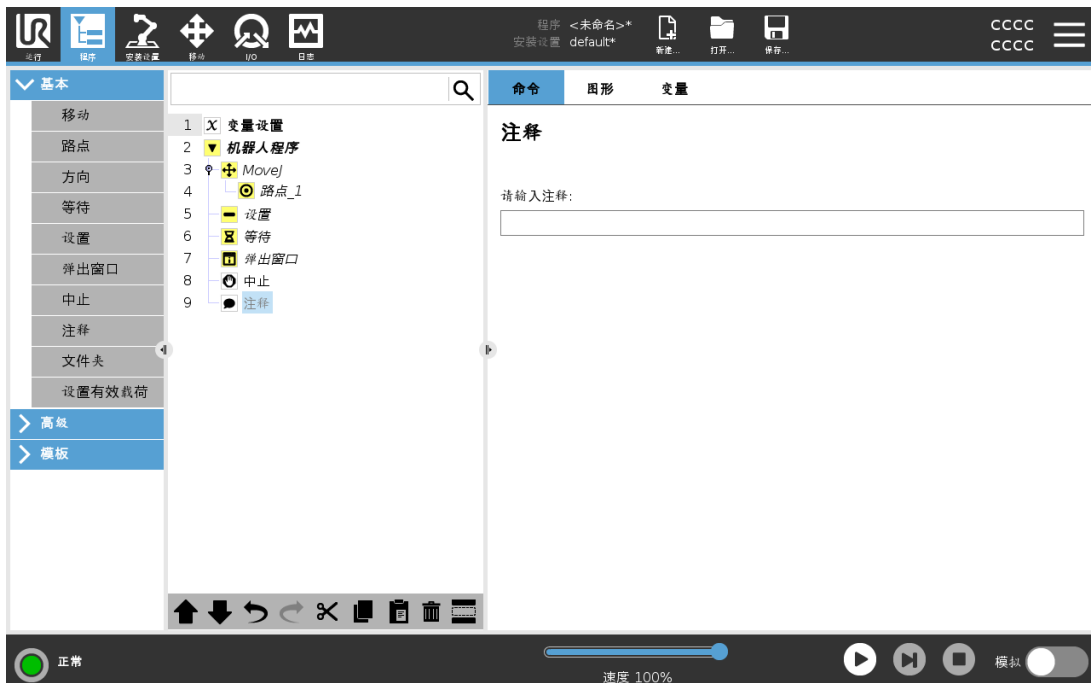 运行
程序
安装设置
移动
I/O
日志
程序 <未命名>*
安装设置 default*
新建...
打开...
保存...
CCCC
CCCC
基本
移动
路点
方向
等待
设置
弹出窗口
中止
注释
文件夹
设置有效载荷
高级
模板
1 X 变量设置
2 机器人程序
3 MoveJ
4 路点_1
5 设置
6 等待
7 弹出窗口
8 中止
9 注释
命令 图形 变量
注释
请输入注释:
正常
速度 100%
模拟